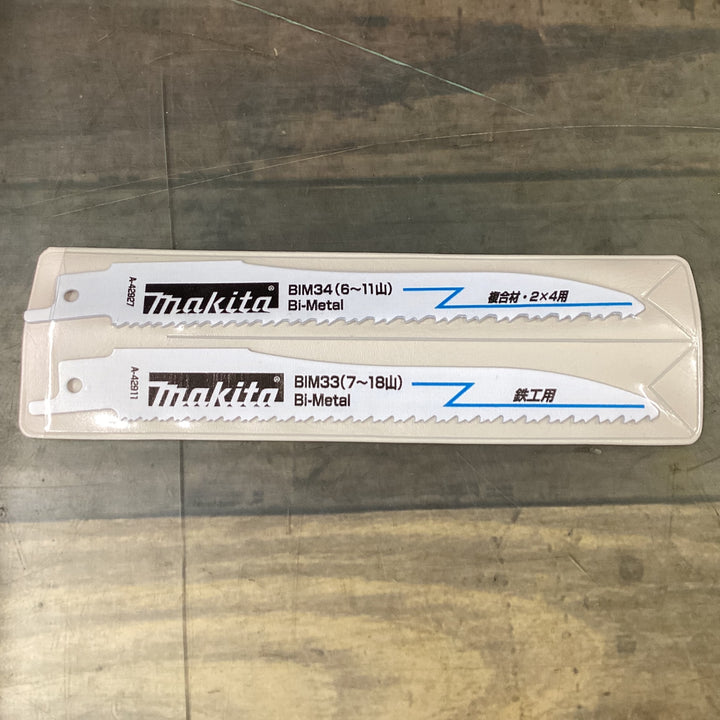 A-42927
makita®
BIM34(6～11山)
Bi-Metal
複合材・2×4用
A-42911
makita®
BIM33(7～18山)
Bi-Metal
鉄工用